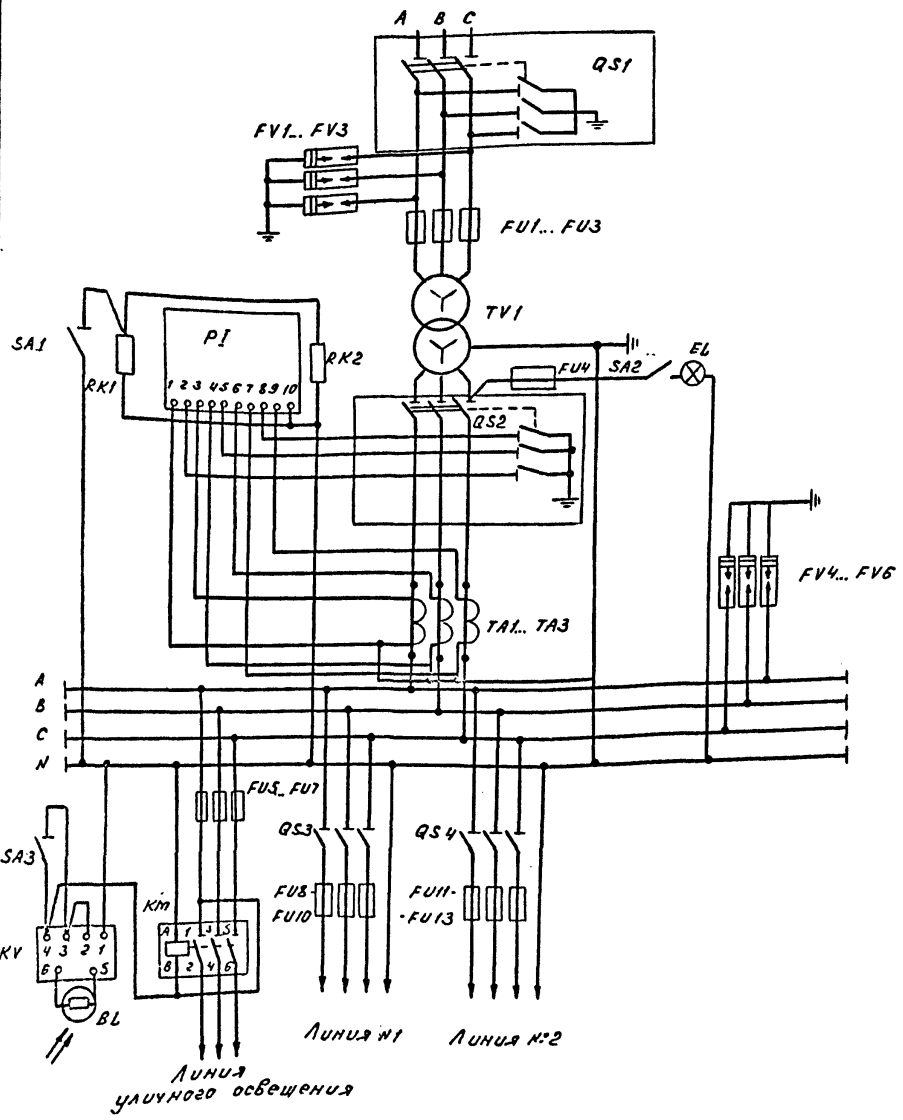 A B C
QS1
FV1... FV3
FU1... FU3
TV1
SA1
RK1
PI
RK2
1 2 3 4 5 6 7 8 9 10
FU4
SA2
EL
QS2
FV4... FV6
TA1... TA3
A
B
C
N
FU5.. FU7
QS3
QS4
SA3
KV
4 3 2 1
6 5
BL
KM
A 1 3 5
B 2 4 6
FU8-
FU10
FU11-
-FU13
Линия N1
Линия №2
Линия
уличного освещения